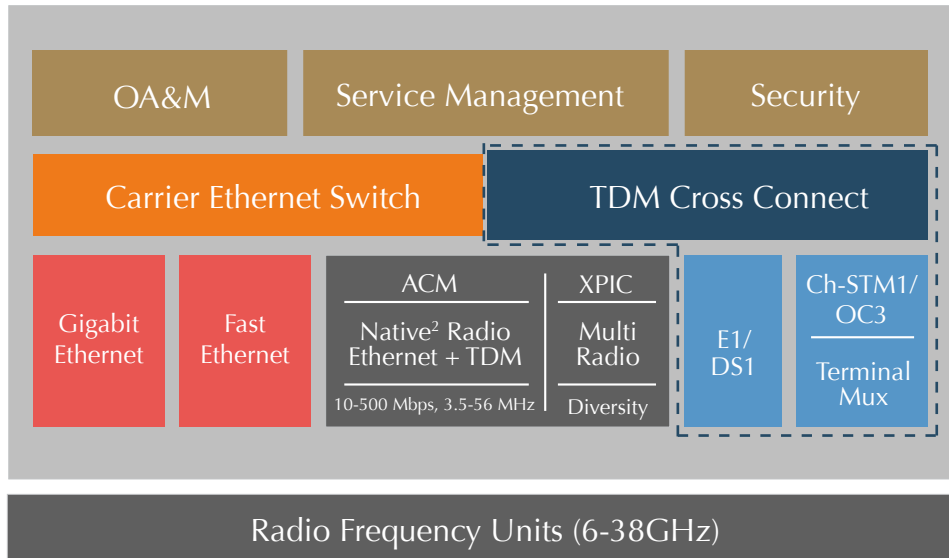 OA&M
Service Management
Security
Carrier Ethernet Switch
TDM Cross Connect
Gigabit
Ethernet
Fast
Ethernet
ACM
Native² Radio
Ethernet + TDM
10-500 Mbps, 3.5-56 MHz
XPIC
Multi
Radio
Diversity
E1/
DS1
Ch-STM1/
OC3
Terminal
Mux
Radio Frequency Units (6-38GHz)